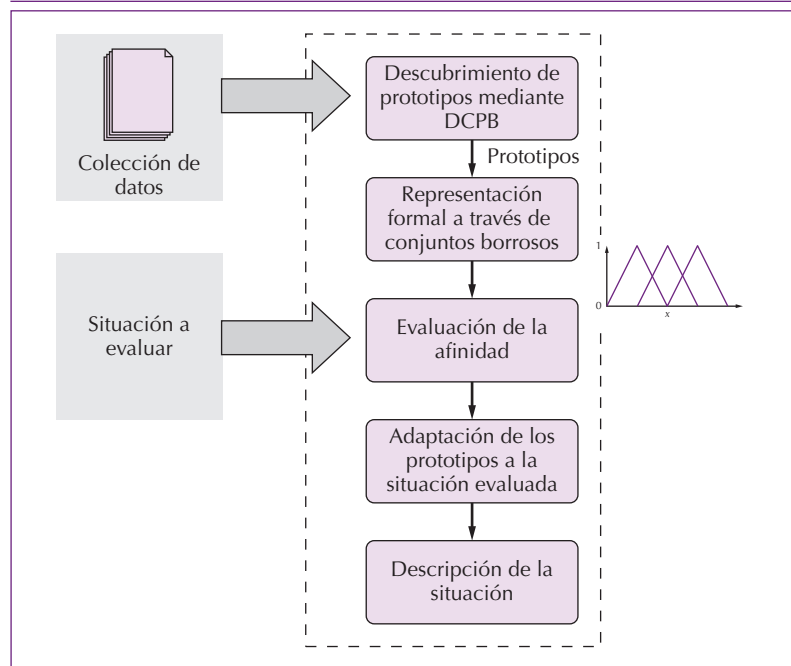 Colección de
datos
Descubrimiento de
prototipos mediante
DCPB
Prototipos
Representación
formal a través de
conjuntos borrosos
1
0
x
Situación a
evaluar
Evaluación de la
afinidad
Adaptación de los
prototipos a la
situación evaluada
Descripción de la
situación